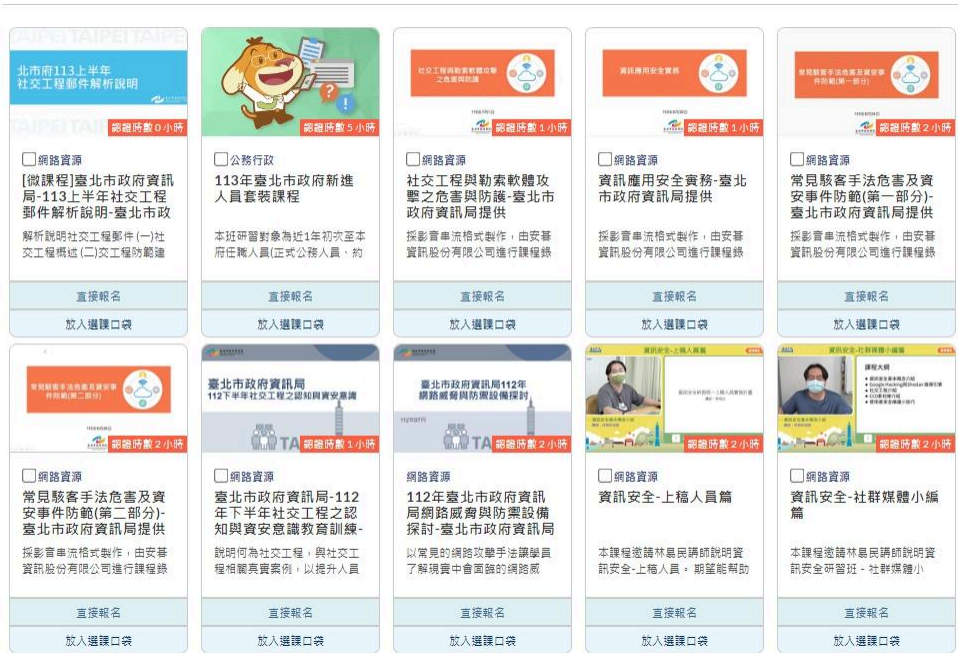 TAIPEI TAIPEI TAIPEI
北市府113上半年
社交工程郵件解析說明
認證時數0小時
網路資源
[微課程]臺北市政府資訊
局-113上半年社交工程
郵件解析說明-臺北市政
解析說明社交工程郵件(一)社
交工程概述(二)工程防範建
直接報名
放入選課口袋
認證時數5小時
公務行政
113年臺北市政府新進
人員套裝課程
本班研習對象為近1年初次至本
府任職人員(正式公務人員、約
直接報名
放入選課口袋
社交工程與勒索軟體攻擊
之危害與防護
認證時數1小時
網路資源
社交工程與勒索軟體攻
擊之危害與防護-臺北市
政府資訊局提供
採影音串流格式製作，由安碁
資訊股份有限公司進行課程錄
直接報名
放入選課口袋
資訊應用安全實務
認證時數1小時
網路資源
資訊應用安全實務-臺北
市政府資訊局提供
採影音串流格式製作，由安碁
資訊股份有限公司進行課程錄
直接報名
放入選課口袋
常見駭客手法危害及資安事
件防範(第一部分)
認證時數2小時
網路資源
常見駭客手法危害及資
安事件防範(第一部分)-
臺北市政府資訊局提供
採影音串流格式製作，由安碁
資訊股份有限公司進行課程錄
直接報名
放入選課口袋
常見駭客手法危害及資安事
件防範(第二部分)
認證時數2小時
網路資源
常見駭客手法危害及資
安事件防範(第二部分)-
臺北市政府資訊局提供
採影音串流格式製作，由安碁
資訊股份有限公司進行課程錄
直接報名
放入選課口袋
臺北市政府資訊局
112下半年社交工程之認知與資安意識
TA
認證時數1小時
網路資源
臺北市政府資訊局-112
年下半年社交工程之認
知與資安意識教育訓練-
說明何為社交工程，與社交工
程相關真實案例，以提升人員
直接報名
放入選課口袋
臺北市政府資訊局112年
網路威脅與防禦設備探討
112年8月
TA
認證時數2小時
網路資源
112年臺北市政府資訊
局網路威脅與防禦設備
探討-臺北市政府資訊局
以常見的網路攻擊手法讓學員
了解現實中會面臨的網路威
直接報名
放入選課口袋
資訊安全-上稿人員篇
認證時數2小時
網路資源
資訊安全-上稿人員篇
本課程邀請林島民講師說明資
訊安全-上稿人員。期望能幫助
直接報名
放入選課口袋
資訊安全-社群媒體小編篇
課程大綱
認證時數2小時
網路資源
資訊安全-社群媒體小編
篇
本課程邀請林島民講師說明資
訊安全研習班 - 社群媒體小
直接報名
放入選課口袋